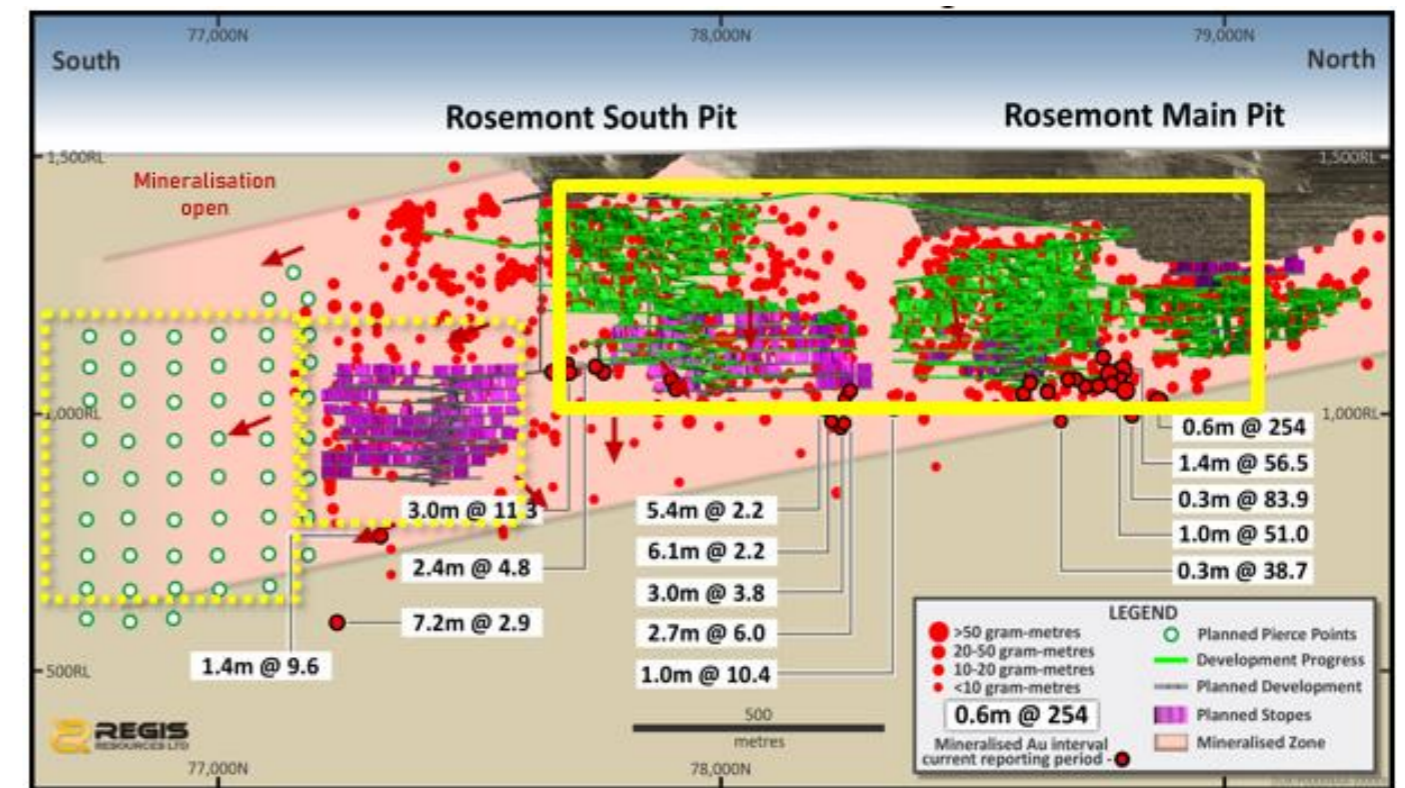 77,000N
78,000N
79,000N
South
North
Rosemont South Pit
Rosemont Main Pit
1,500RL
1,500RL
Mineralisation
open
1,000RL
1,000RL
0.6m @ 254
1.4m @ 56.5
0.3m @ 83.9
1.0m @ 51.0
0.3m @ 38.7
3.0m @ 11.3
2.4m @ 4.8
7.2m @ 2.9
1.4m @ 9.6
5.4m @ 2.2
6.1m @ 2.2
3.0m @ 3.8
2.7m @ 6.0
1.0m @ 10.4
500RL
500
metres
REGIS
RESOURCES LTD
77,000N
78,000N
LEGEND
>50 gram-metres
20-50 gram-metres
10-20 gram-metres
<10 gram-metres
0.6m @ 254
Mineralised Au interval
current reporting period -
Planned Pierce Points
Development Progress
Planned Development
Planned Stopes
Mineralised Zone